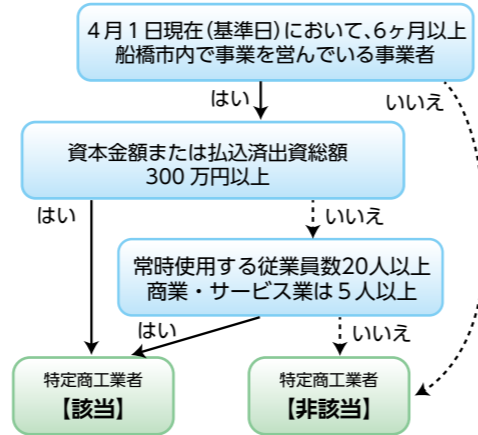 ４月１日現在(基準日)において、6ヶ月以上
船橋市内で事業を営んでいる事業者
はい
いいえ
資本金額または払込済出資総額
300 万円以上
はい
いいえ
常時使用する従業員数20人以上
商業・サービス業は５人以上
はい
いいえ
特定商工業者
【該当】
特定商工業者
【非該当】